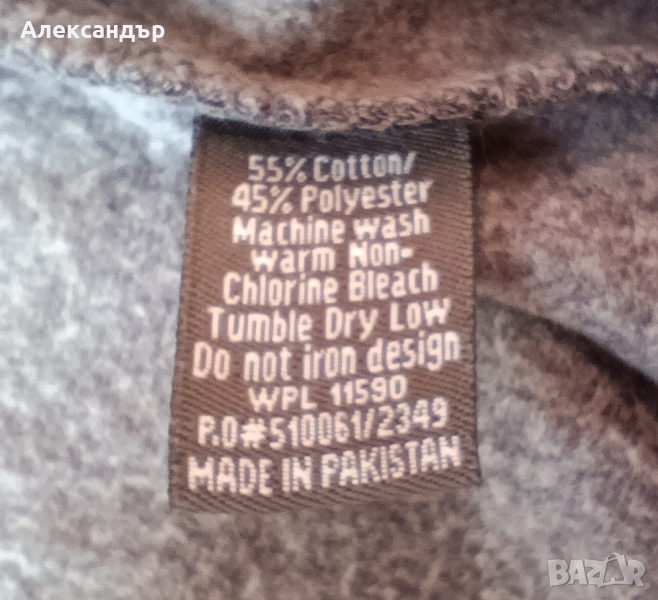 Александър
55% Cotton/
45% Polyester
Machine wash
warm Non-
Chlorine Bleach
Tumble Dry Low
Do not iron design
WPL 11590
P.O#510061/2349
MADE IN PAKISTAN
BAZAR